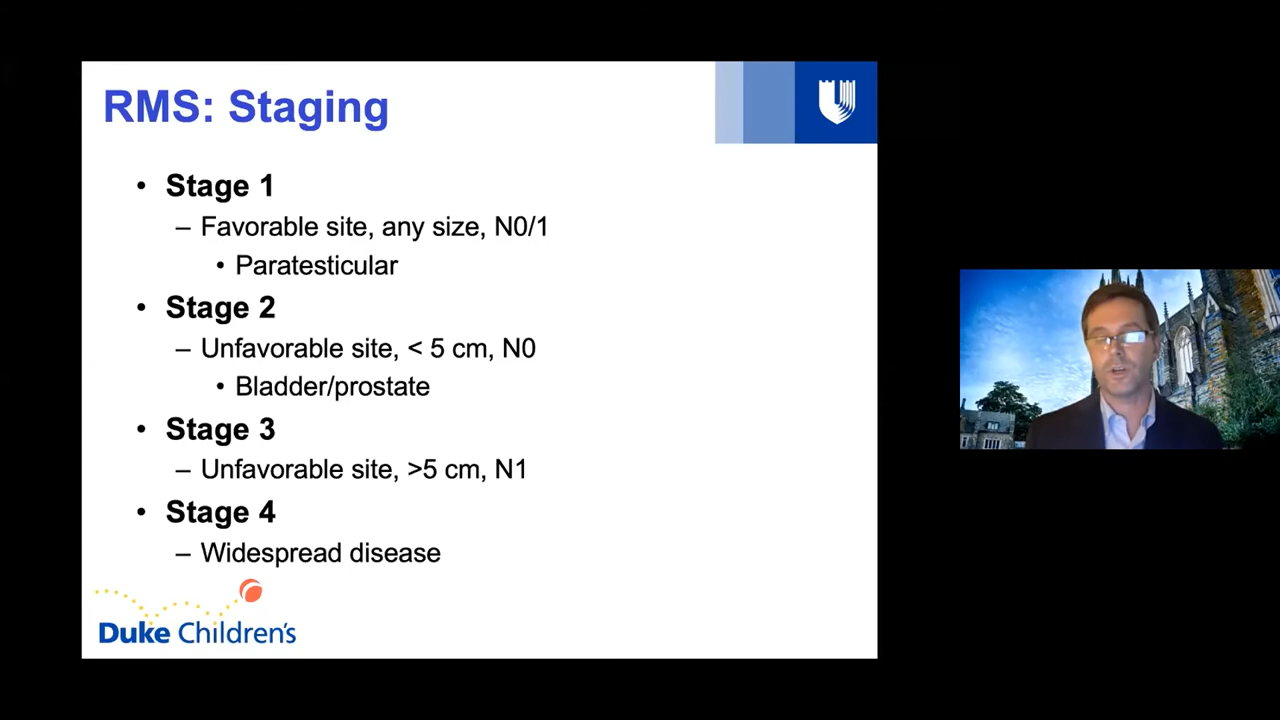 RMS: Staging
• Stage 1
– Favorable site, any size, N0/1
• Paratesticular
• Stage 2
– Unfavorable site, < 5 cm, N0
• Bladder/prostate
• Stage 3
– Unfavorable site, >5 cm, N1
• Stage 4
– Widespread disease
Duke Children's